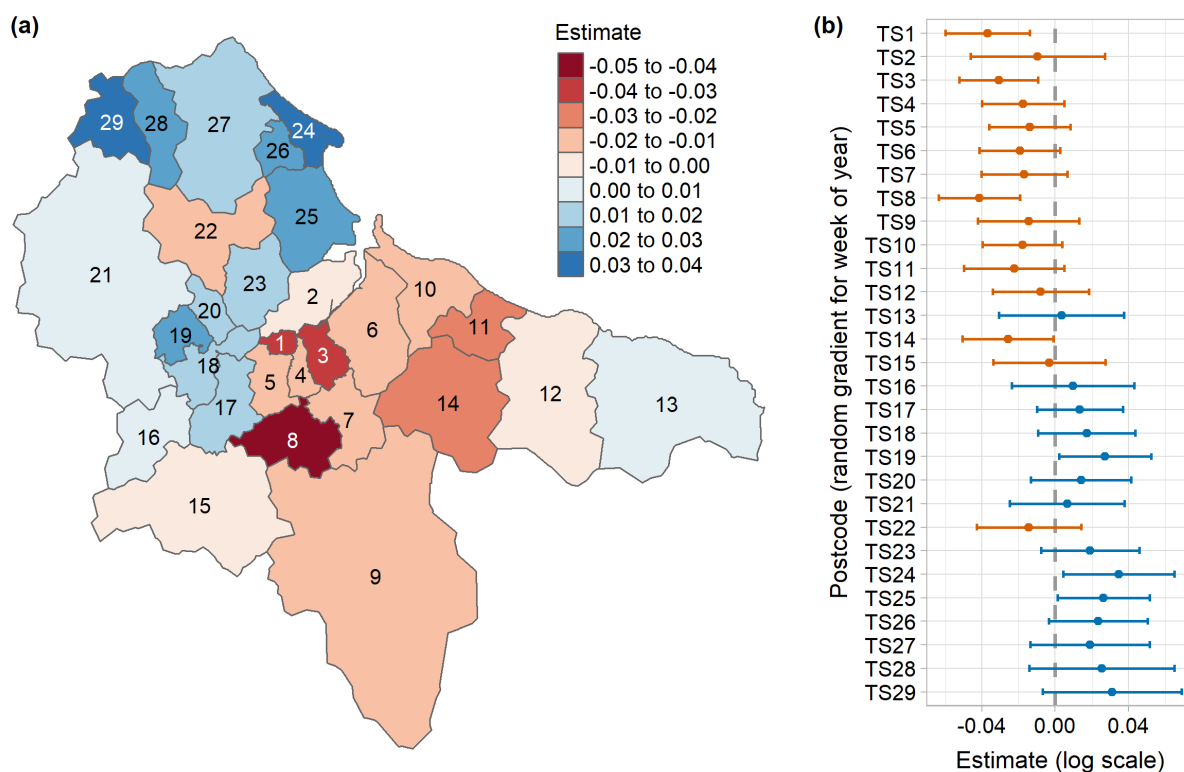 (a)
Estimate
-0.05 to -0.04
-0.04 to -0.03
-0.03 to -0.02
-0.02 to -0.01
-0.01 to 0.00
0.00 to 0.01
0.01 to 0.02
0.02 to 0.03
0.03 to 0.04
29
28
27
24
26
25
22
21
23
2
20
19
10
11
6
1
3
18
5
4
17
14
12
13
16
7
8
15
9
(b)
Postcode (random gradient for week of year)
TS1
TS2
TS3
TS4
TS5
TS6
TS7
TS8
TS9
TS10
TS11
TS12
TS13
TS14
TS15
TS16
TS17
TS18
TS19
TS20
TS21
TS22
TS23
TS24
TS25
TS26
TS27
TS28
TS29
-0.04 0.00 0.04
Estimate (log scale)